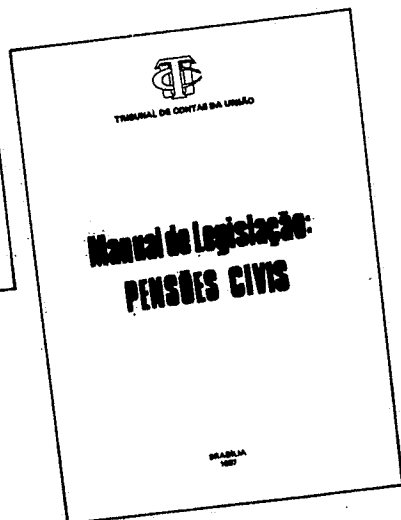 TRIBUNAL DE CONTAS DA UNIÃO
Manual de Legislação:
PENSÕES CIVIS
BRASÍLIA